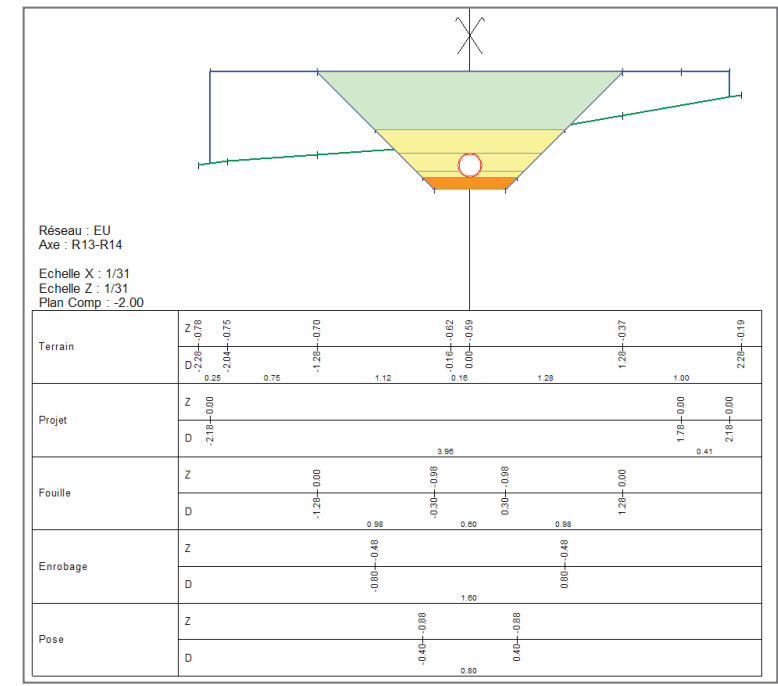 Réseau : EU
Axe : R13-R14
Echelle X : 1/31
Echelle Z : 1/31
Plan Comp : -2.00
Terrain
Z -0.78 -0.75 -0.70 -0.62 -0.59 -0.37 -0.19
D -2.28 -2.04 -1.28 -0.16 0.00 1.28 2.28
0.25 0.75 1.12 0.16 1.28 1.00
Projet
Z 0.00 0.00 0.00
D -2.18 1.78 2.18
3.96 0.41
Fouille
Z 0.00 -0.98 -0.98 0.00
D -1.28 -0.30 0.30 1.28
0.98 0.60 0.98
Enrobage
Z -0.48 -0.48
D -0.80 0.80
1.60
Pose
Z -0.88 -0.88
D -0.40 0.40
0.80